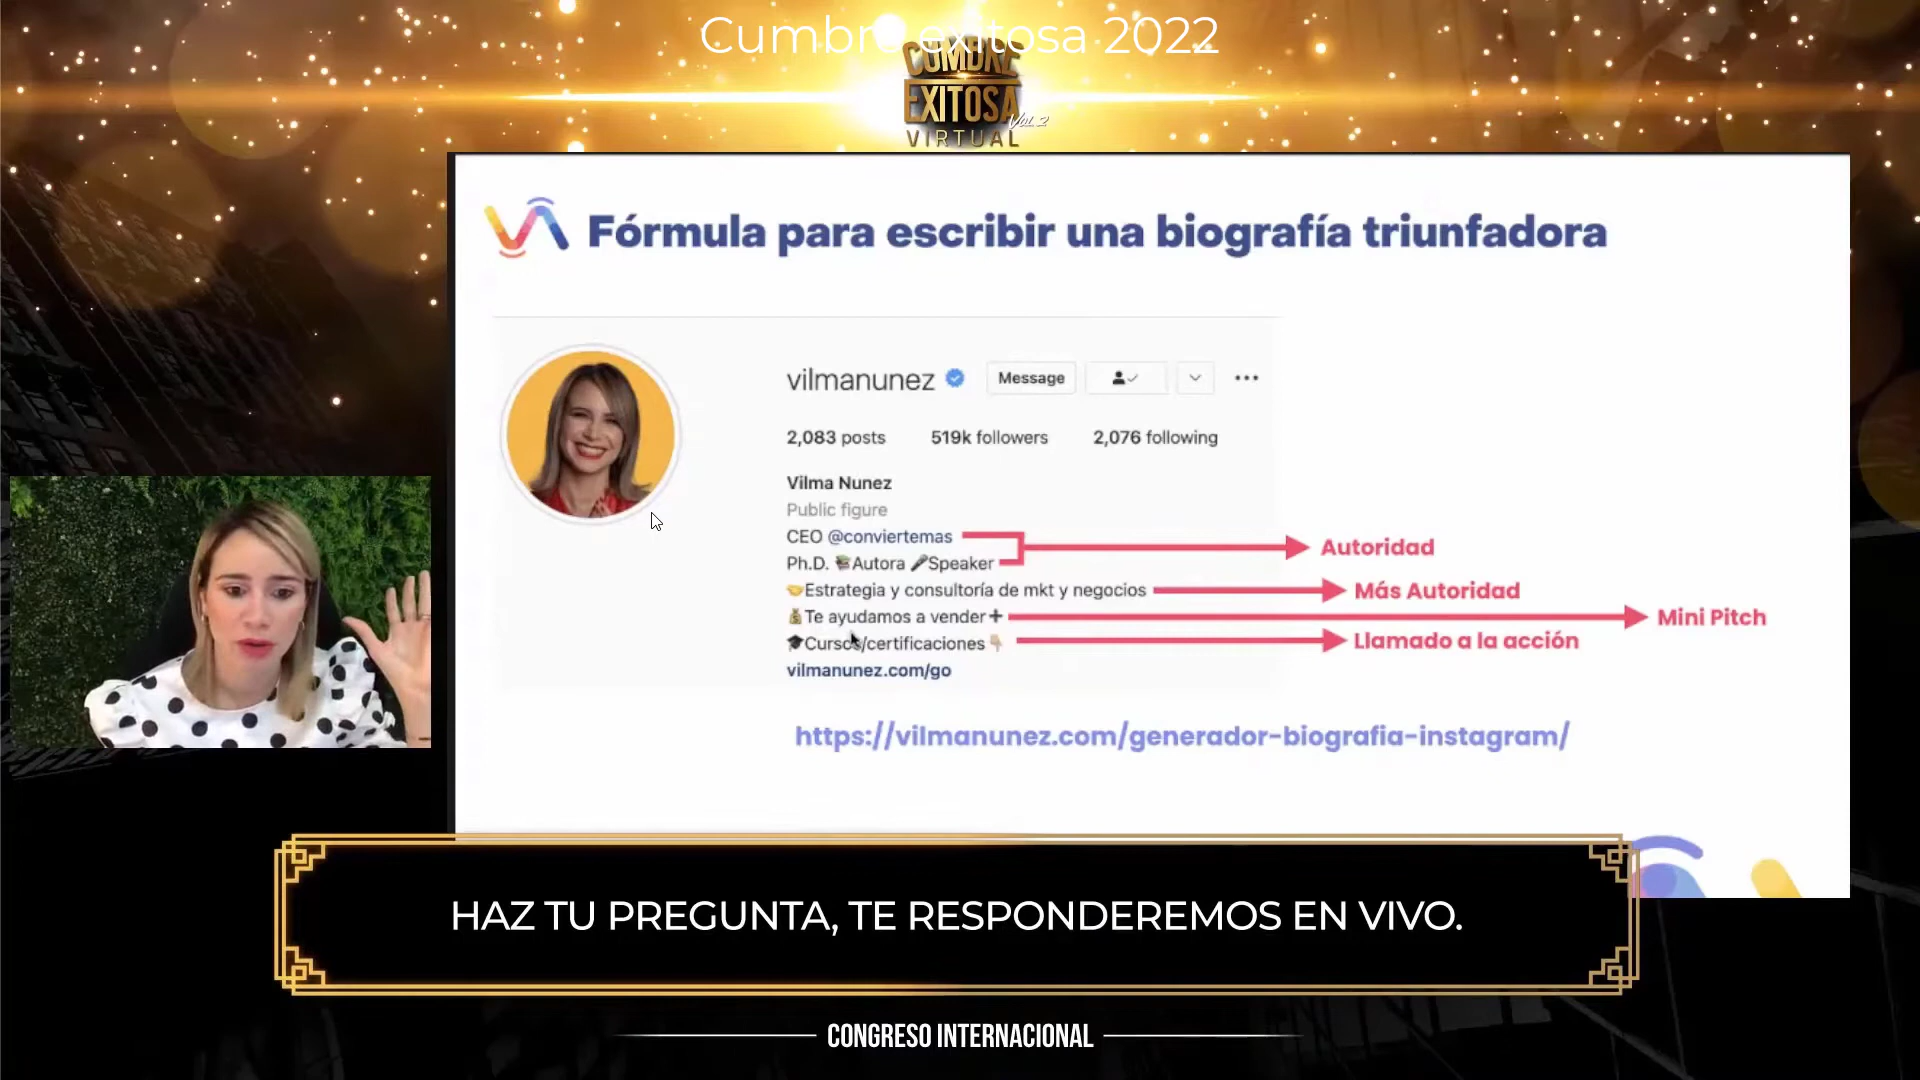 Cumbre exitosa 2022
CUMBRE
EXITOSA
VOL 2
VIRTUAL
Fórmula para escribir una biografía triunfadora
vilmanunez
Message
2,083 posts 519k followers 2,076 following
Vilma Nunez
Public figure
CEO @conviertemas
Autoridad
Ph.D. 📚Autora 🎤Speaker
🤝Estrategia y consultoría de mkt y negocios
Más Autoridad
💰Te ayudamos a vender➕
Mini Pitch
🎓Cursos/certificaciones👇🏼
Llamado a la acción
vilmanunez.com/go
https://vilmanunez.com/generador-biografia-instagram/
HAZ TU PREGUNTA, TE RESPONDEREMOS EN VIVO.
CONGRESO INTERNACIONAL